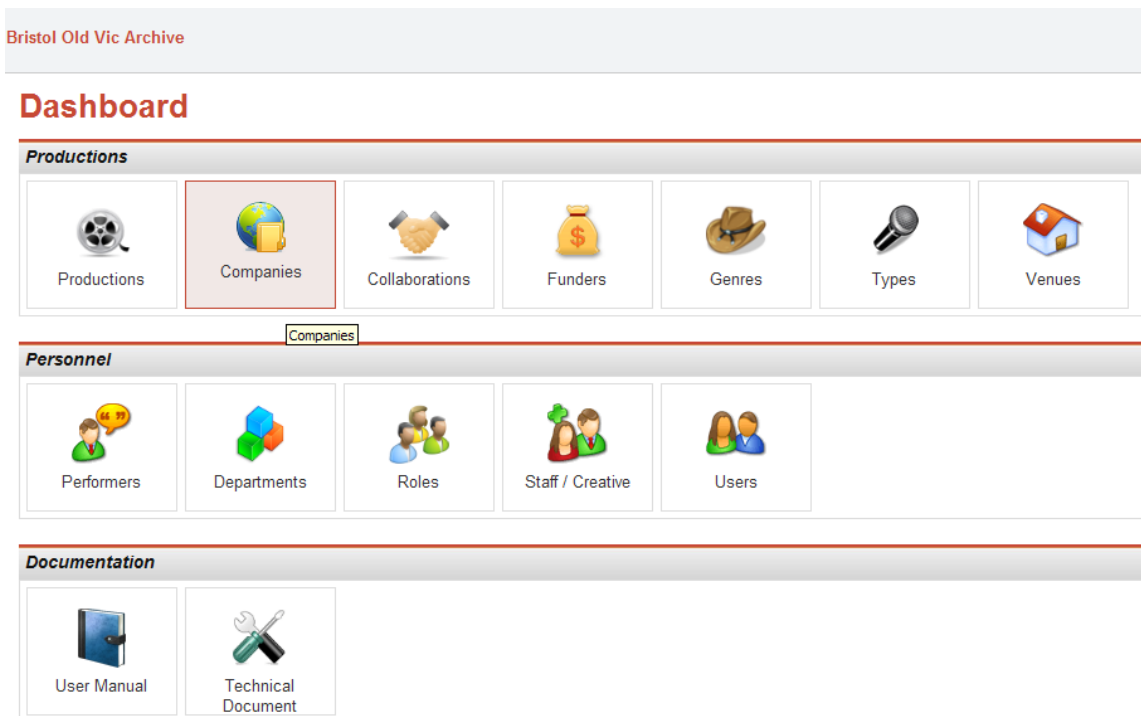 Bristol Old Vic Archive
Dashboard
Productions
Productions
Companies
Collaborations
$
Funders
Genres
Types
Venues
Companies
Personnel
Performers
Departments
Roles
Staff / Creative
Users
Documentation
User Manual
Technical
Document